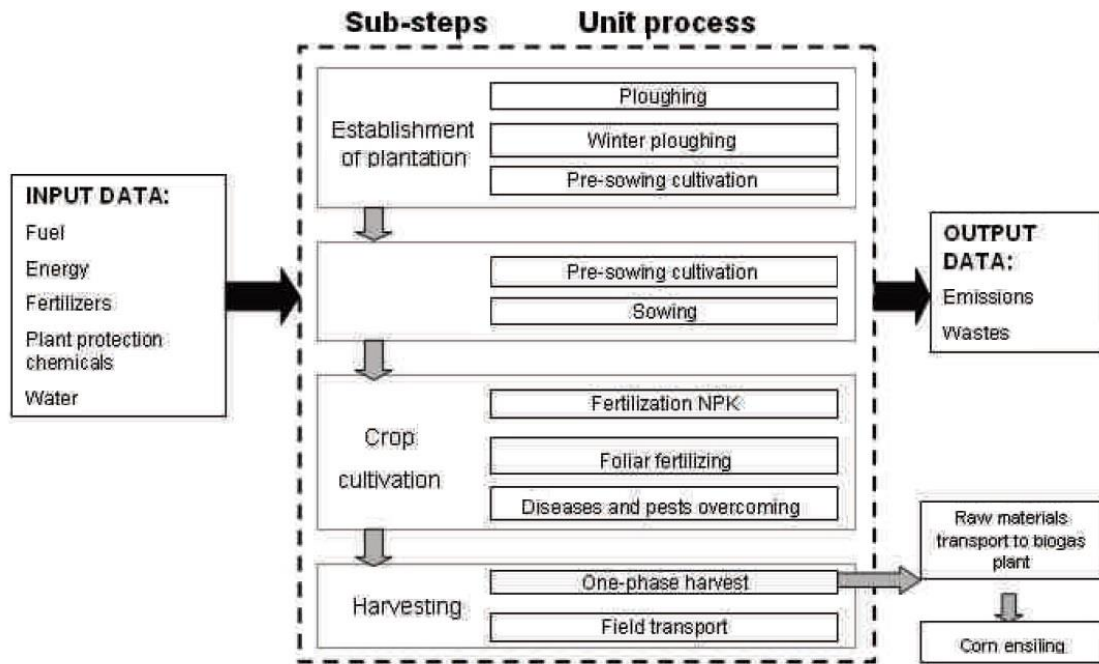 Sub-steps Unit process
INPUT DATA:
Fuel
Energy
Fertilizers
Plant protection
chemicals
Water
Establishment
of plantation
Ploughing
Winter ploughing
Pre-sowing cultivation
Pre-sowing cultivation
Sowing
Crop
cultivation
Fertilization NPK
Foliar fertilizing
Diseases and pests overcoming
Harvesting
One-phase harvest
Field transport
OUTPUT
DATA:
Emissions
Wastes
Raw materials
transport to biogas
plant
Corn ensiling